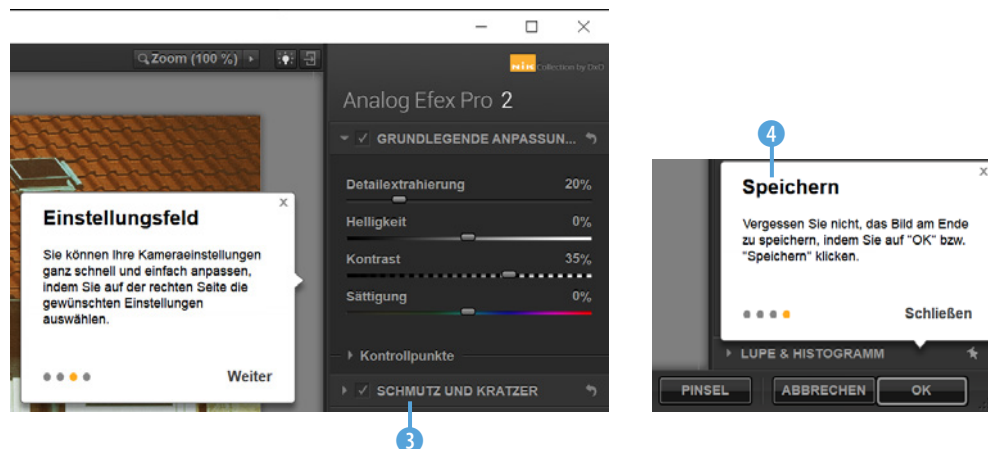 Zoom (100 %)
NIK Collection by DxO
Analog Efex Pro 2
GRUNDLEGENDE ANPASSUN...
Detailextrahierung 20%
Helligkeit 0%
Kontrast 35%
Sättigung 0%
Kontrollpunkte
SCHMUTZ UND KRATZER
3
Einstellungsfeld
x
Sie können Ihre Kameraeinstellungen
ganz schnell und einfach anpassen,
indem Sie auf der rechten Seite die
gewünschten Einstellungen
auswählen.
Weiter
4
Speichern
x
Vergessen Sie nicht, das Bild am Ende
zu speichern, indem Sie auf "OK" bzw.
"Speichern" klicken.
Schließen
LUPE & HISTOGRAMM
PINSEL ABBRECHEN OK